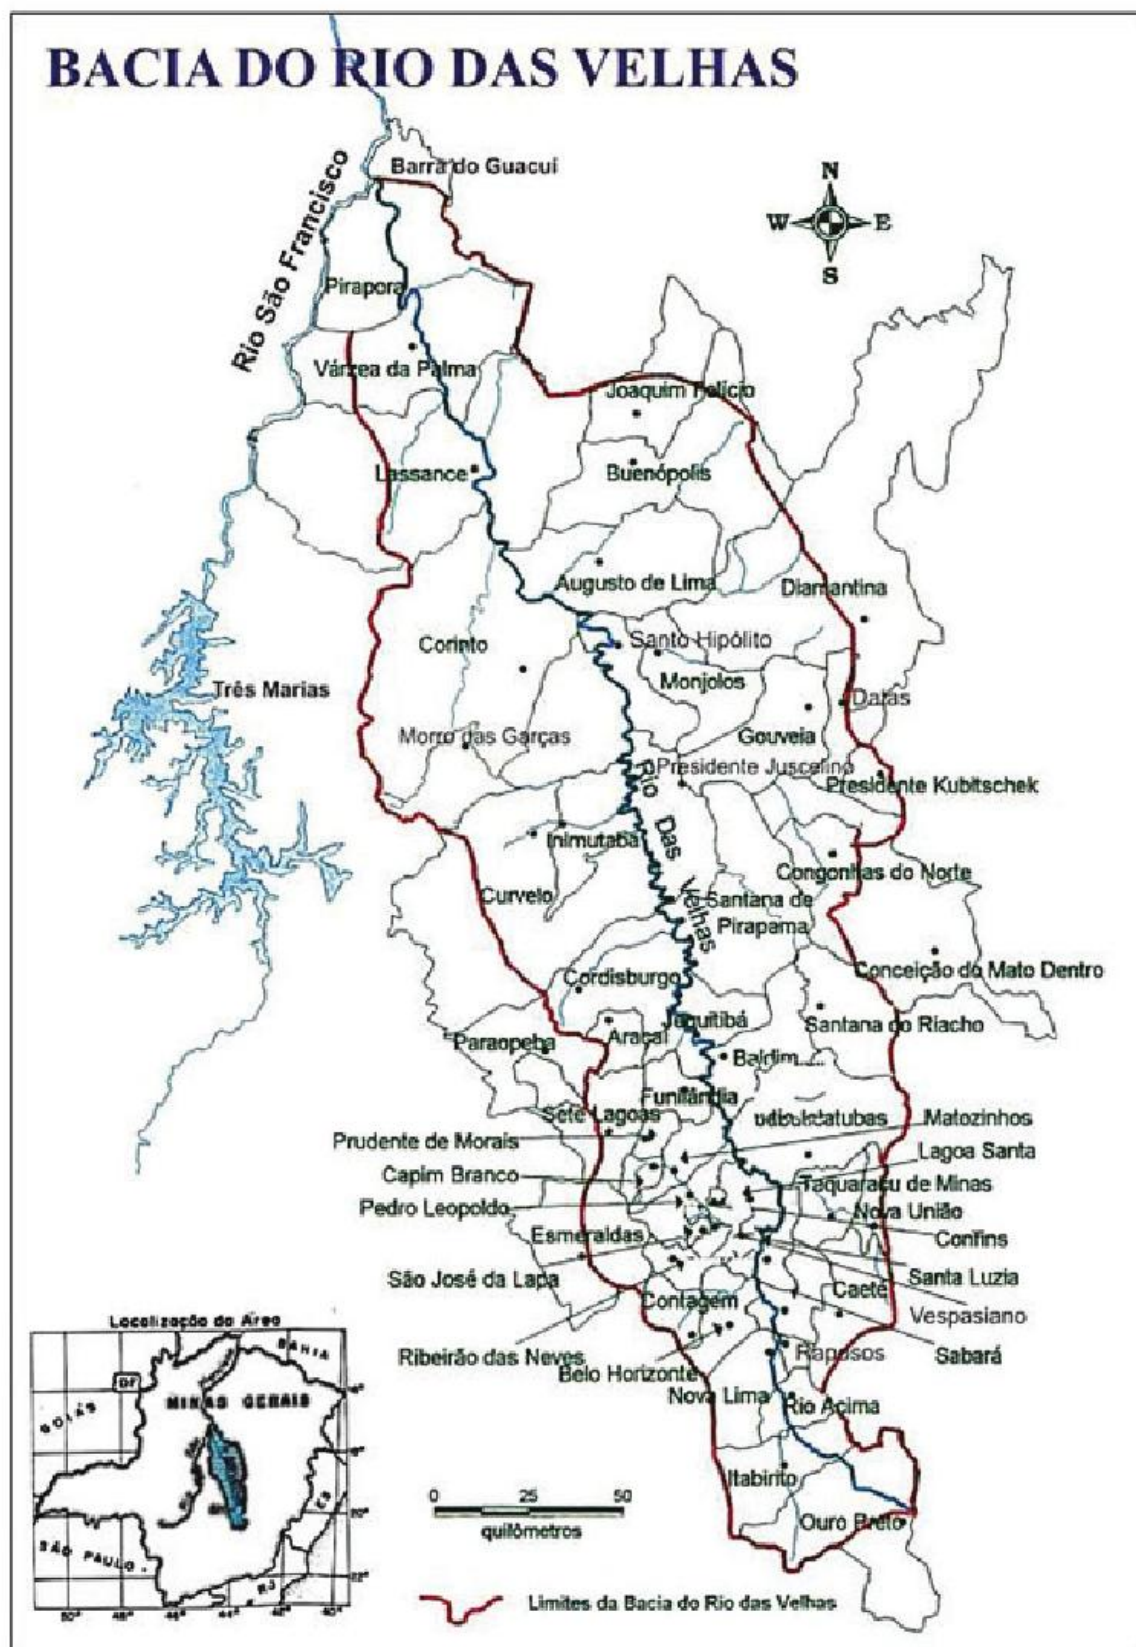 BACIA DO RIO DAS VELHAS
Barra do Guacui
Rio São Francisco
N
W E
S
Pirapora
Várzea da Palma
Joaquim Felício
Lassance
Buenópolis
Augusto de Lima
Diamantina
Corinto
Santo Hipólito
Monjolos
Três Marias
Datas
Morro das Garças
Gouveia
Presidente Juscelino
Presidente Kubitschek
Rio Das Velhas
Inimutaba
Congonhas do Norte
Curvelo
Santana de
Pirapama
Cordisburgo
Conceição do Mato Dentro
Jequitibá
Santana do Riacho
Araçaí
Paraopeba
Baldim
Funilândia
Sete Lagoas
Matozinhos
Prudente de Morais
Lagoa Santa
Capim Branco
Taquaraçu de Minas
Pedro Leopoldo
Nova União
Esmeraldas
Confins
São José da Lapa
Santa Luzia
Caeté
Contagem
Vespasiano
Ribeirão das Neves
Raposos
Sabará
Belo Horizonte
Nova Lima
Rio Acima
Itabirito
Ouro Preto
0 25 50
quilômetros
Limites da Bacia do Rio das Velhas
Localização da Área
BAHIA
DF
MINAS GERAIS
GOIÁS
ES
SÃO PAULO
RJ